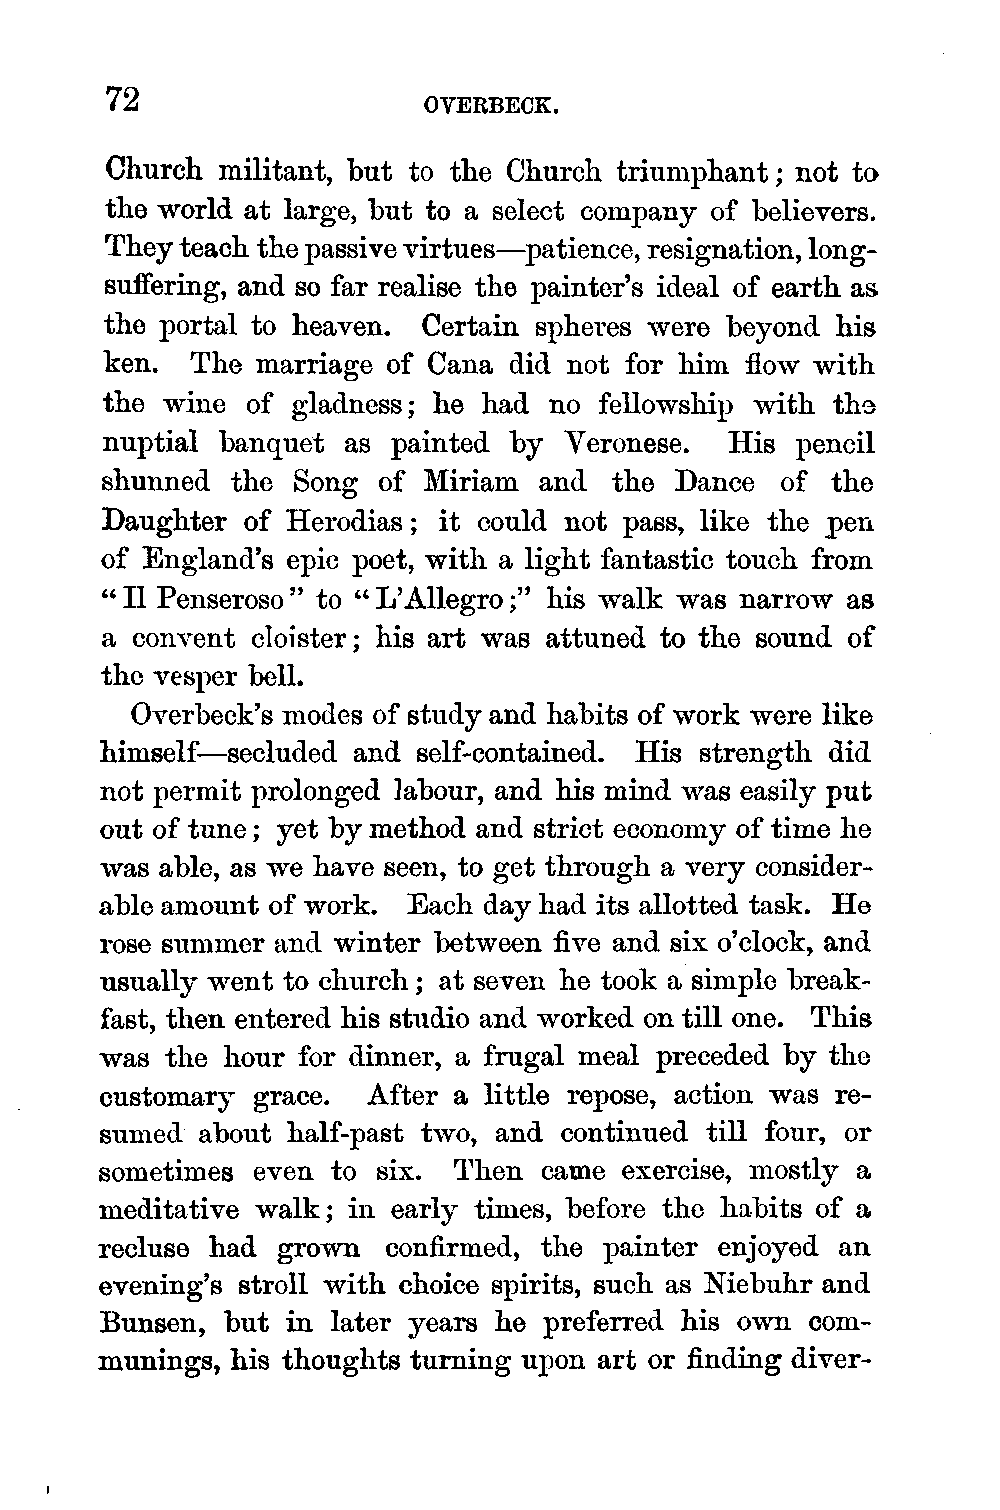 72 OVERBECK.
Church militant, but to the Church triumphant; not to
the world at large, but to a select company of believers.
They teach the passive virtues—patience, resignation, long-
suffering, and so far realise the painter's ideal of earth as
the portal to heaven. Certain spheres were beyond his
ken. The marriage of Cana did not for him flow with
the wine of gladness; he had no fellowship with the
nuptial banquet as painted by Veronese. His pencil
shunned the Song of Miriam and the Dance of the
Daughter of Herodias; it could not pass, like the pen
of England's epic poet, with a light fantastic touch from
"Il Penseroso" to "L'Allegro;" his walk was narrow as
a convent cloister; his art was attuned to the sound of
the vesper bell.
Overbeck's modes of study and habits of work were like
himself—secluded and self-contained. His strength did
not permit prolonged labour, and his mind was easily put
out of tune; yet by method and strict economy of time he
was able, as we have seen, to get through a very consider-
able amount of work. Each day had its allotted task. He
rose summer and winter between five and six o'clock, and
usually went to church; at seven he took a simple break-
fast, then entered his studio and worked on till one. This
was the hour for dinner, a frugal meal preceded by the
customary grace. After a little repose, action was re-
sumed about half-past two, and continued till four, or
sometimes even to six. Then came exercise, mostly a
meditative walk; in early times, before the habits of a
recluse had grown confirmed, the painter enjoyed an
evening's stroll with choice spirits, such as Niebuhr and
Bunsen, but in later years he preferred his own com-
munings, his thoughts turning upon art or finding diver-